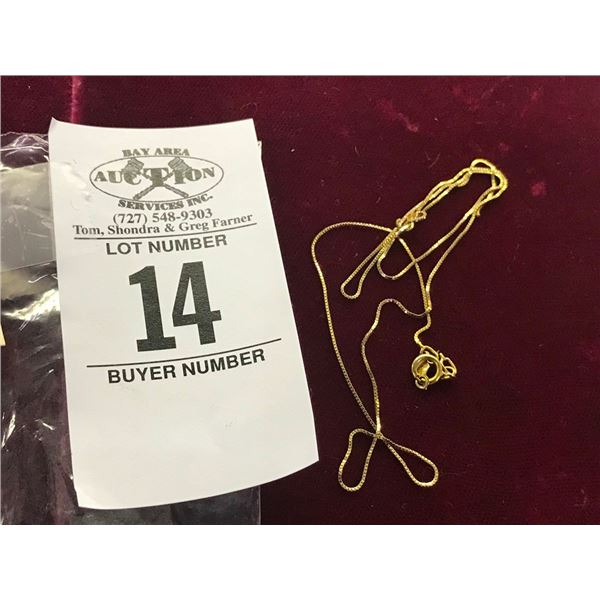 BAY AREA
AUCTION
SERVICES INC.
(727) 548-9303
Tom, Shondra & Greg Farner
LOT NUMBER
14
BUYER NUMBER